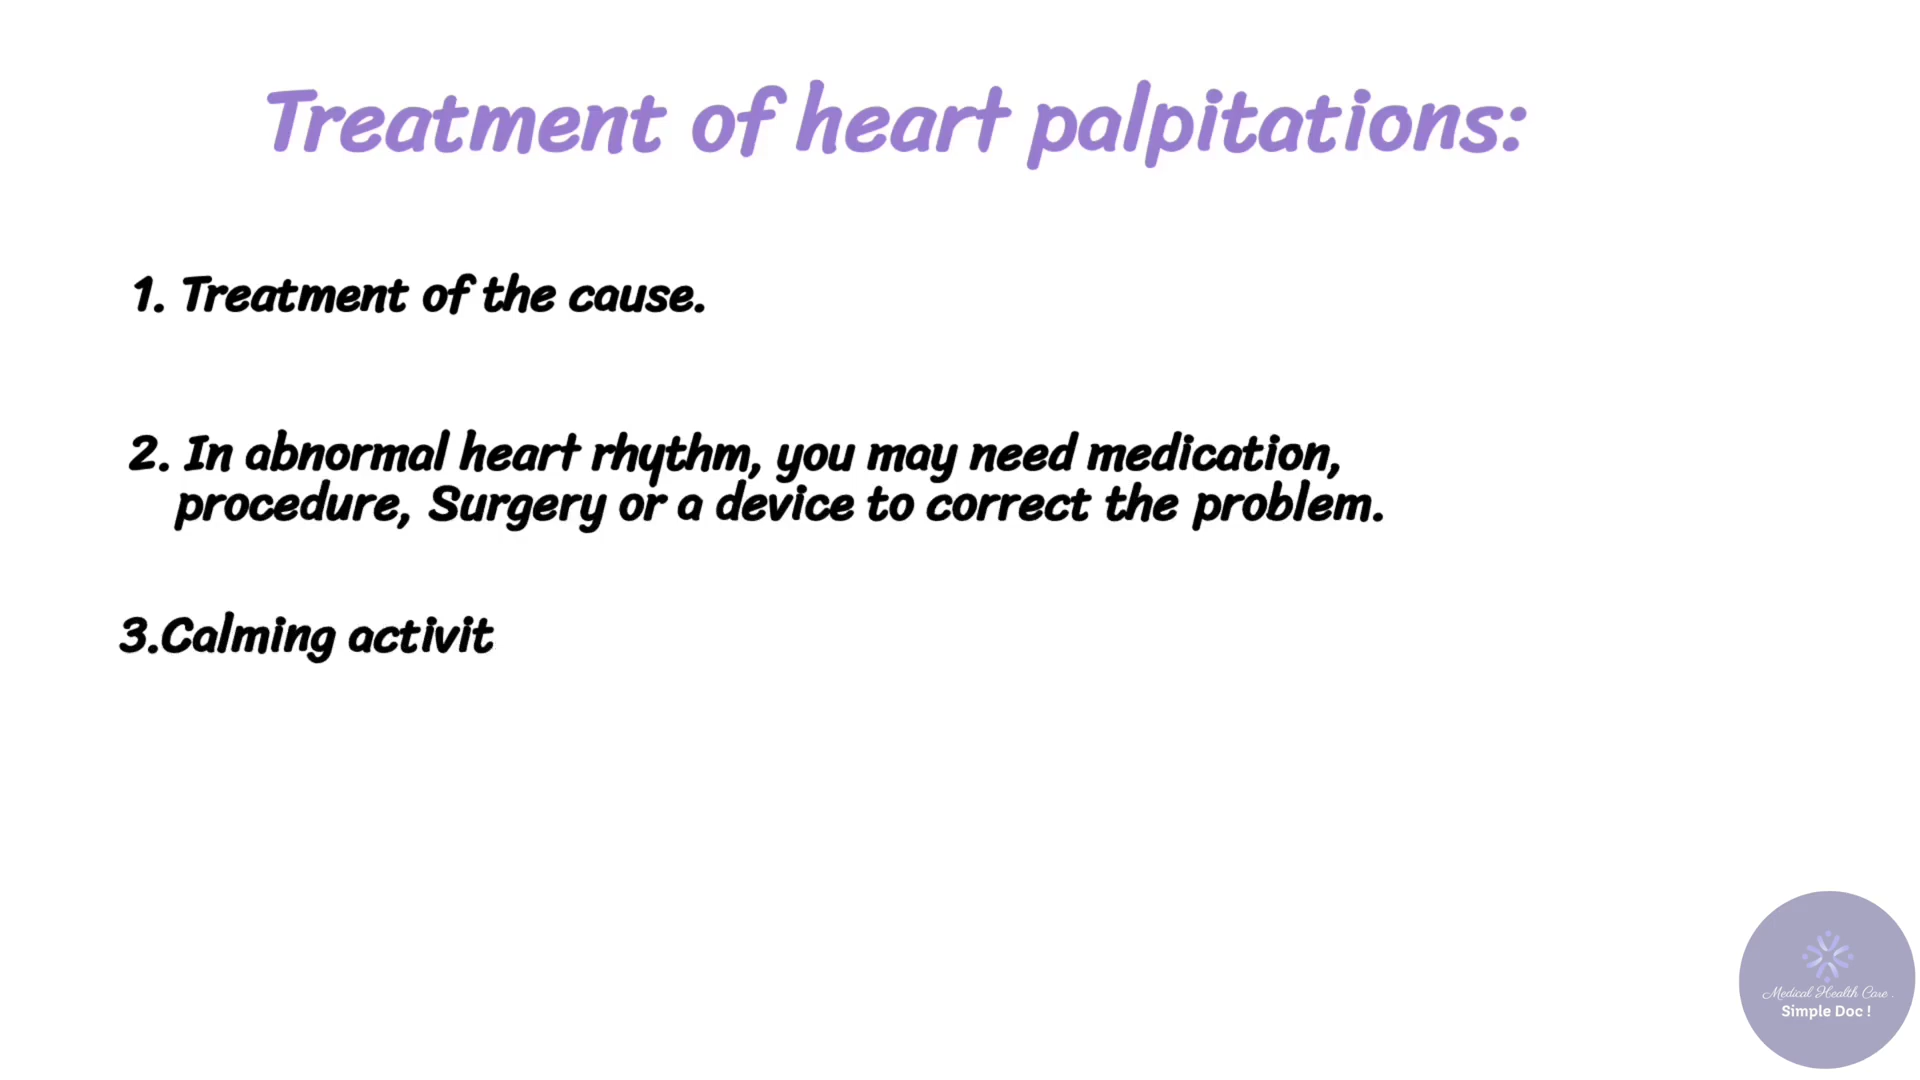 Treatment of heart palpitations:
1. Treatment of the cause.
2. In abnormal heart rhythm, you may need medication,
procedure, Surgery or a device to correct the problem.
3.Calming activit
Medical Health Care .
Simple Doc !